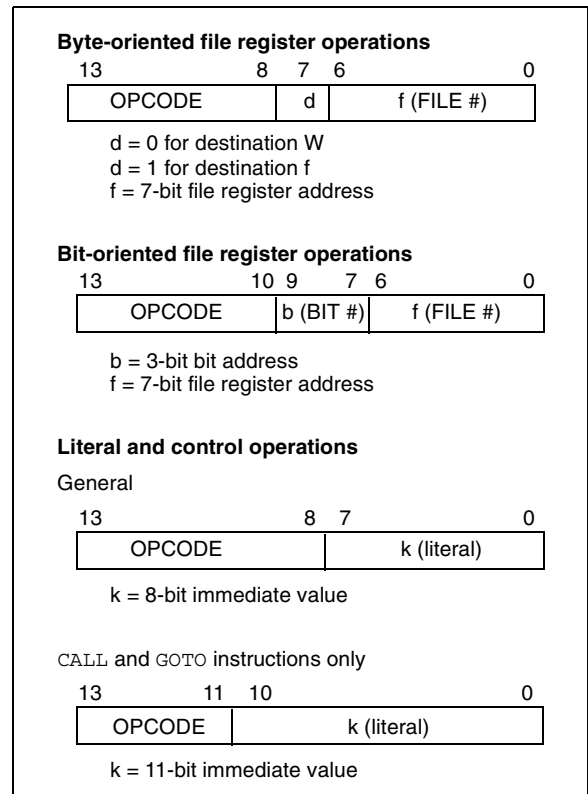 Byte-oriented file register operations
13 8 7 6 0
OPCODE d f (FILE #)
d = 0 for destination W
d = 1 for destination f
f = 7-bit file register address
Bit-oriented file register operations
13 10 9 7 6 0
OPCODE b (BIT #) f (FILE #)
b = 3-bit bit address
f = 7-bit file register address
Literal and control operations
General
13 8 7 0
OPCODE k (literal)
k = 8-bit immediate value
CALL and GOTO instructions only
13 11 10 0
OPCODE k (literal)
k = 11-bit immediate value